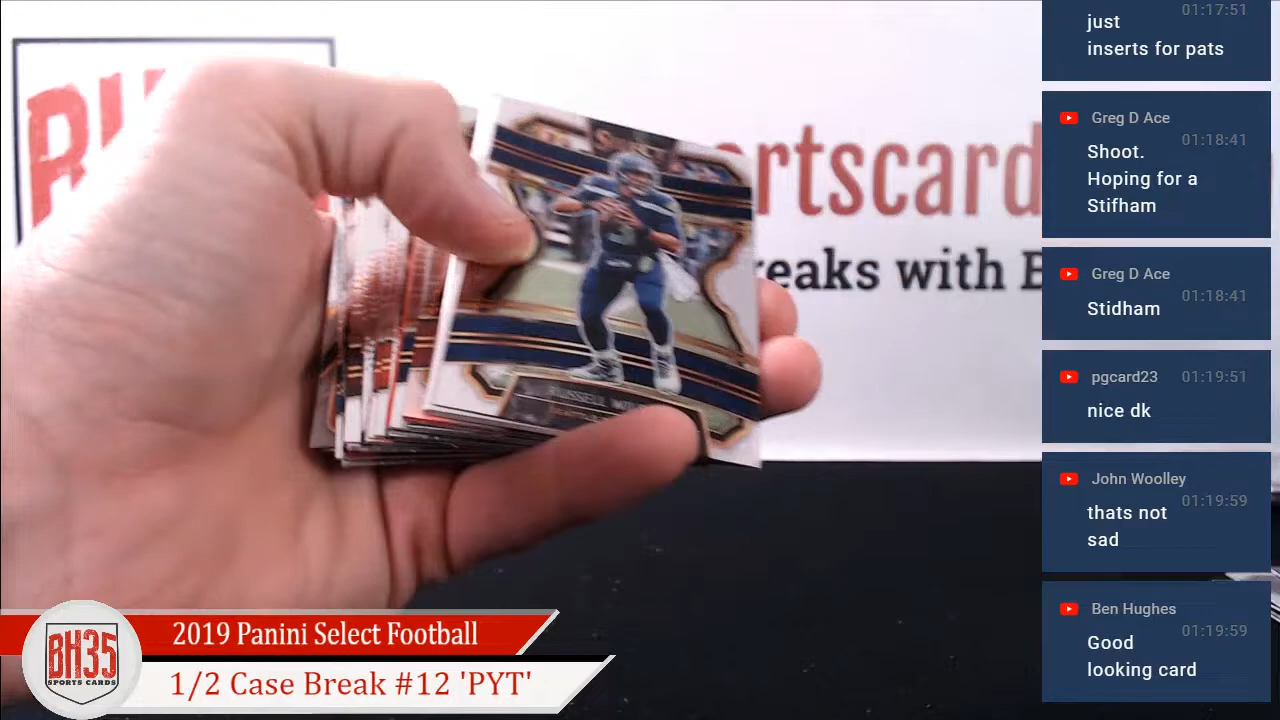 01:17:51
just
inserts for pats
Greg D Ace
01:18:41
Shoot.
Hoping for a
Stifham
Greg D Ace
01:18:41
Stidham
pgcard23 01:19:51
nice dk
John Woolley
01:19:59
thats not
sad
Ben Hughes
01:19:59
Good
looking card
RUSSELL
2019 Panini Select Football
1/2 Case Break #12 'PYT'
BH35
SPORTS CARDS